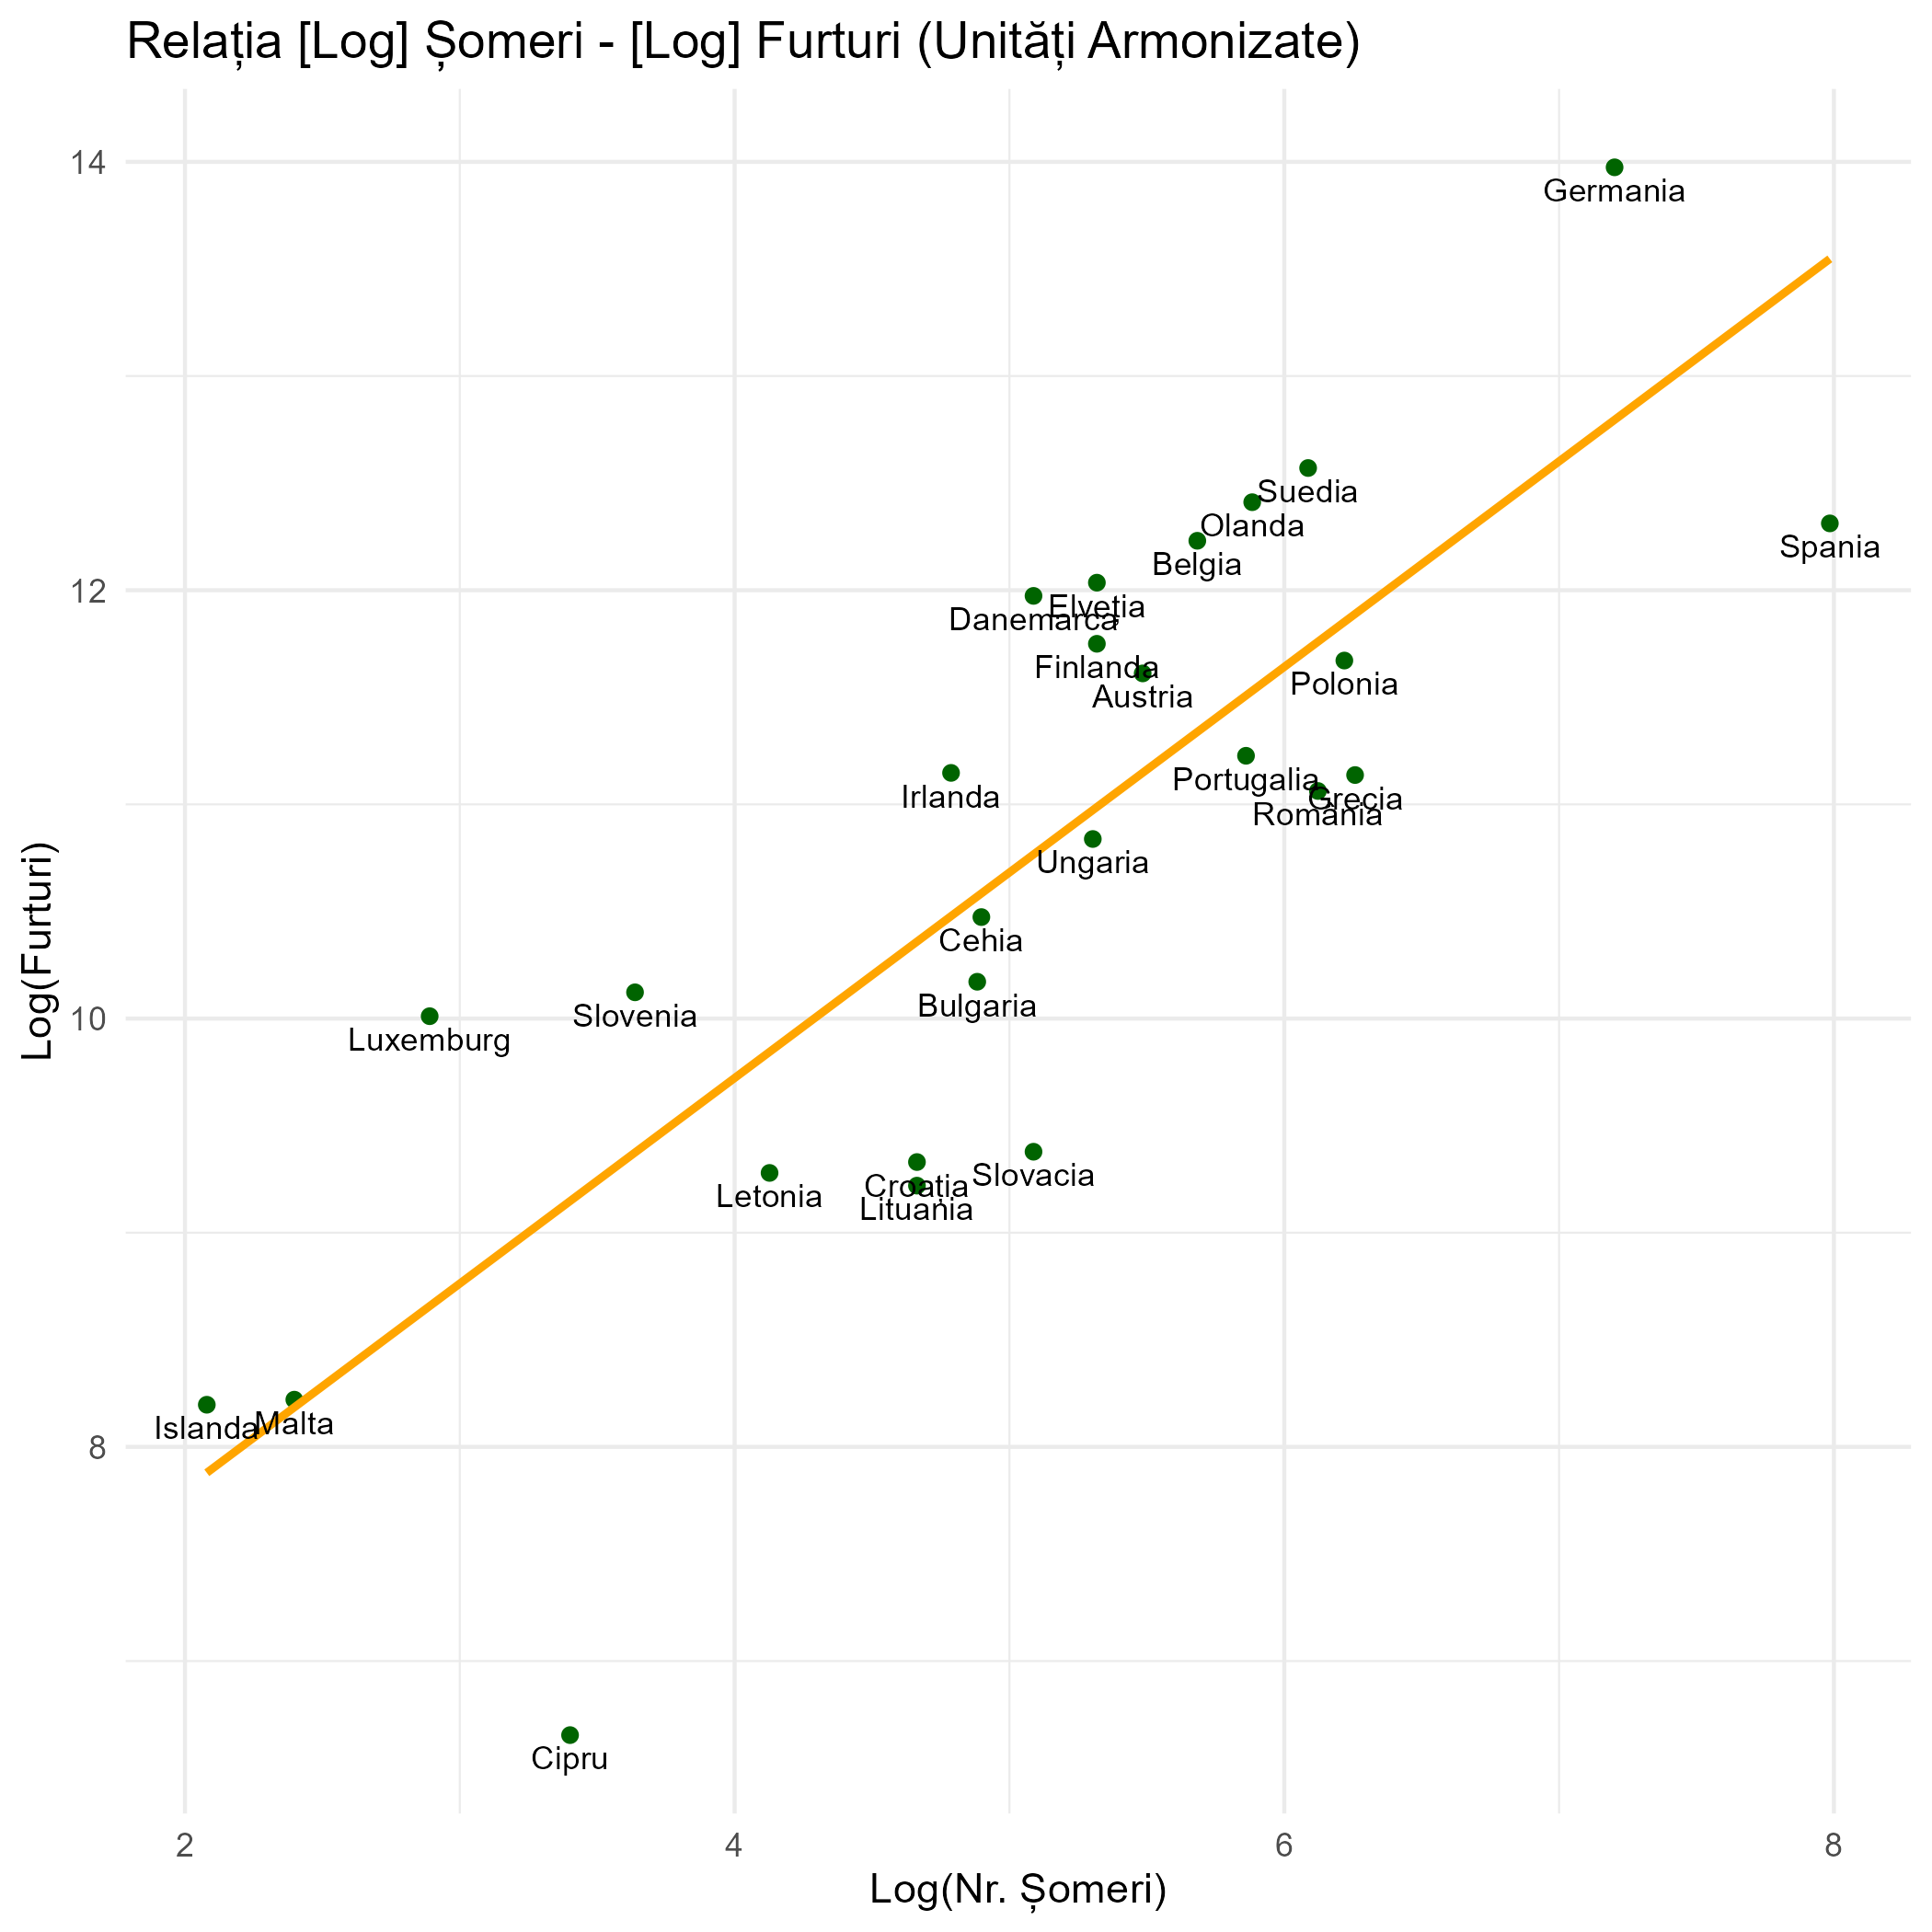 Relația [Log] Șomeri - [Log] Furturi (Unități Armonizate)
14
Germania
Suedia
Olanda
Spania
Belgia
12
Elveția
Danemarca
Finlanda
Polonia
Austria
Portugalia
Irlanda
Grecia
România
Ungaria
Cehia
Bulgaria
Slovenia
10
Luxemburg
Slovacia
Croația
Letonia
Lituania
Malta
Islanda
8
Cipru
2 4 6 8
Log(Nr. Șomeri)
Log(Furturi)